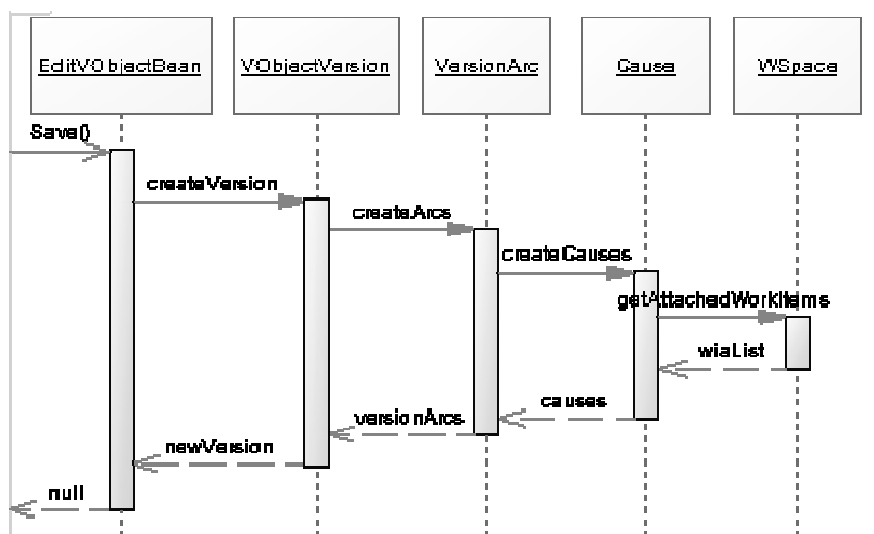 EditVObjectBean
VObjectVersion
VersionArc
Cause
WSpace
Save()
createVersion
createArcs
createCauses
getAttachedWorkItems
wiaList
causes
versionArcs
newVersion
null